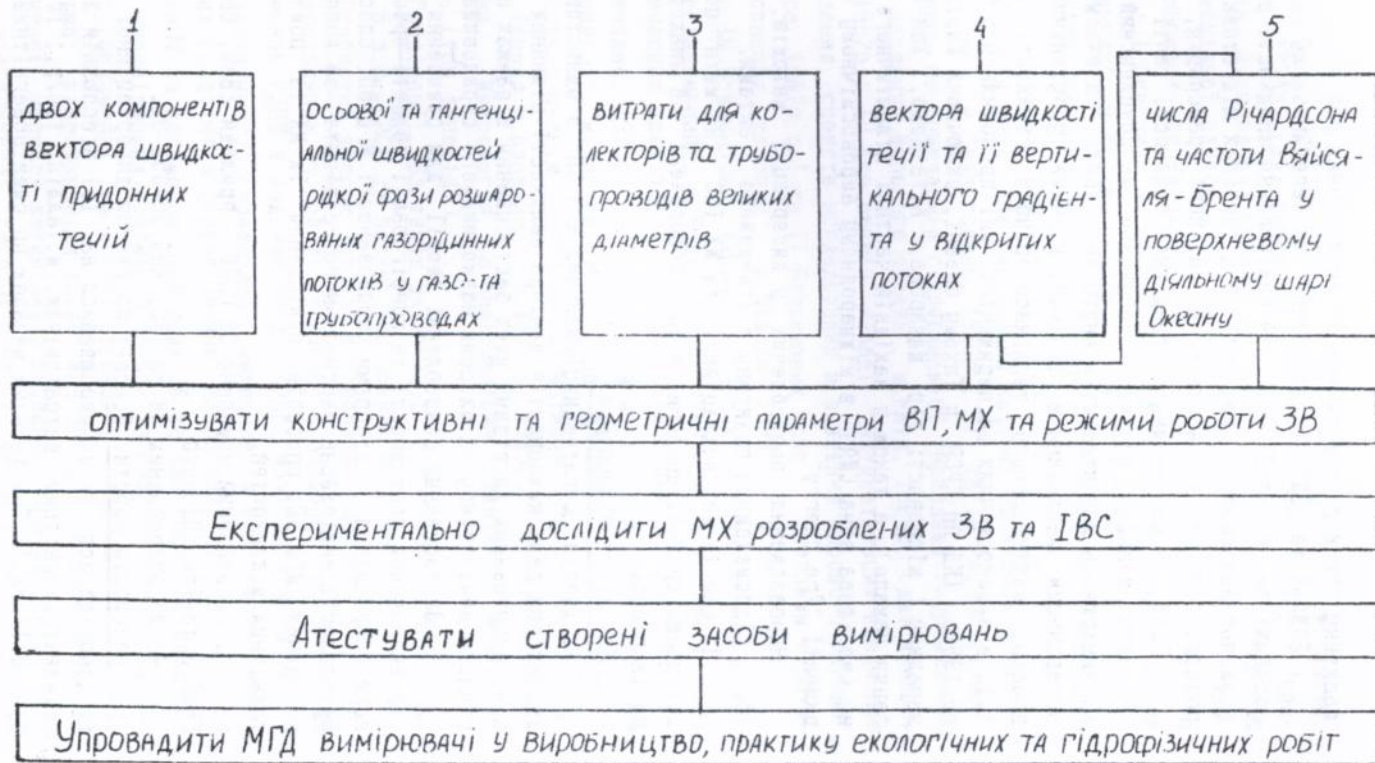 1
2
3
4
5
ДВОХ КОМПОНЕНТІВ
ВЕКТОРА ШВИДКОС-
ТІ ПРИДОННИХ
ТЕЧІЙ
ОСЬОВОЇ ТА ТАНГЕНЦІ-
АЛЬНОЇ ШВИДКОСТЕЙ
РІДКОЇ ФАЗИ РОЗШАРО-
ВАНИХ ГАЗОРІДИННИХ
ПОТОКІВ У ГАЗО-ТА
ТРУБОПРОВОДАХ
ВИТРАТИ ДЛЯ КО-
ЛЕКТОРІВ ТА ТРУБО-
ПРОВОДІВ ВЕЛИКИХ
ДІАМЕТРІВ
ВЕКТОРА ШВИДКОСТІ
ТЕЧІЇ ТА ЇЇ ВЕРТИ-
КАЛЬНОГО ГРАДІЄН-
ТА У ВІДКРИТИХ
ПОТОКАХ
ЧИСЛА РІЧАРДСОНА
ТА ЧАСТОТИ ВЯЙСЯ-
ЛЯ-БРЕНТА У
ПОВЕРХНЕВОМУ
ДІЯЛЬНОМУ ШАРІ
ОКЕАНУ
ОПТИМІЗУВАТИ КОНСТРУКТИВНІ ТА ГЕОМЕТРИЧНІ ПАРАМЕТРИ ВП, МХ ТА РЕЖИМИ РОБОТИ ЗВ
ЕКСПЕРИМЕНТАЛЬНО ДОСЛІДИТИ МХ РОЗРОБЛЕНИХ ЗВ ТА ІВС
АТЕСТУВАТИ СТВОРЕНІ ЗАСОБИ ВИМІРЮВАНЬ
УПРОВАДИТИ МГД ВИМІРЮВАЧІ У ВИРОБНИЦТВО, ПРАКТИКУ ЕКОЛОГІЧНИХ ТА ГІДРОФІЗИЧНИХ РОБІТ